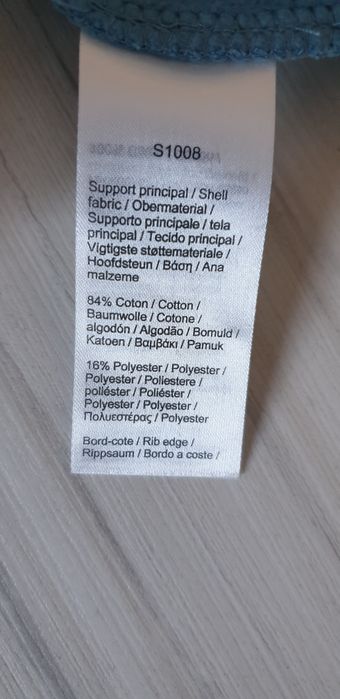 S1008
Support principal / Shell
fabric / Obermaterial /
Supporto principale / tela
principal / Tecido principal /
Vigtigste støttemateriale /
Hoofdsteun / Βάση / Ana
malzeme
84% Coton / Cotton /
Baumwolle / Cotone /
algodón / Algodão / Bomuld /
Katoen / Βαμβάκι / Pamuk
16% Polyester / Polyester /
Polyester / Poliestere /
poliéster / Poliéster /
Polyester / Polyester /
Πολυεστέρας / Polyester
Bord-cote / Rib edge /
Rippsaum / Bordo a coste /